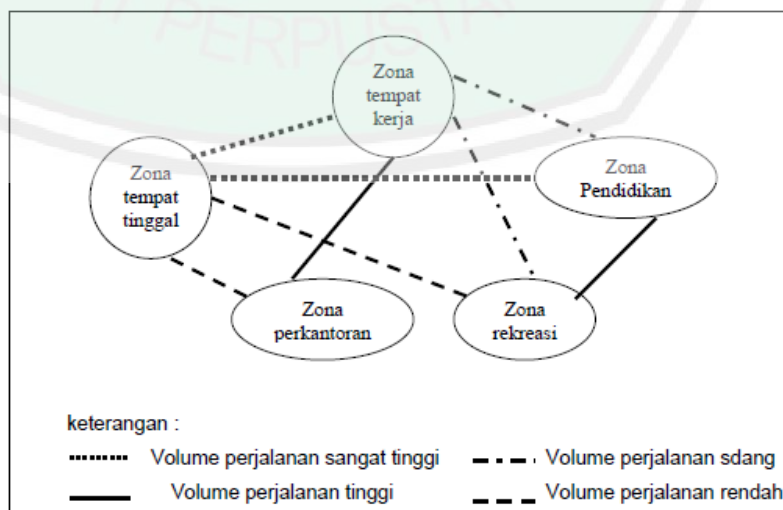 PERPUSTA
Zona
tempat
kerja
Zona
tempat
tinggal
Zona
Pendidikan
Zona
perkantoran
Zona
rekreasi
keterangan :
Volume perjalanan sangat tinggi
Volume perjalanan sdang
Volume perjalanan tinggi
Volume perjalanan rendah